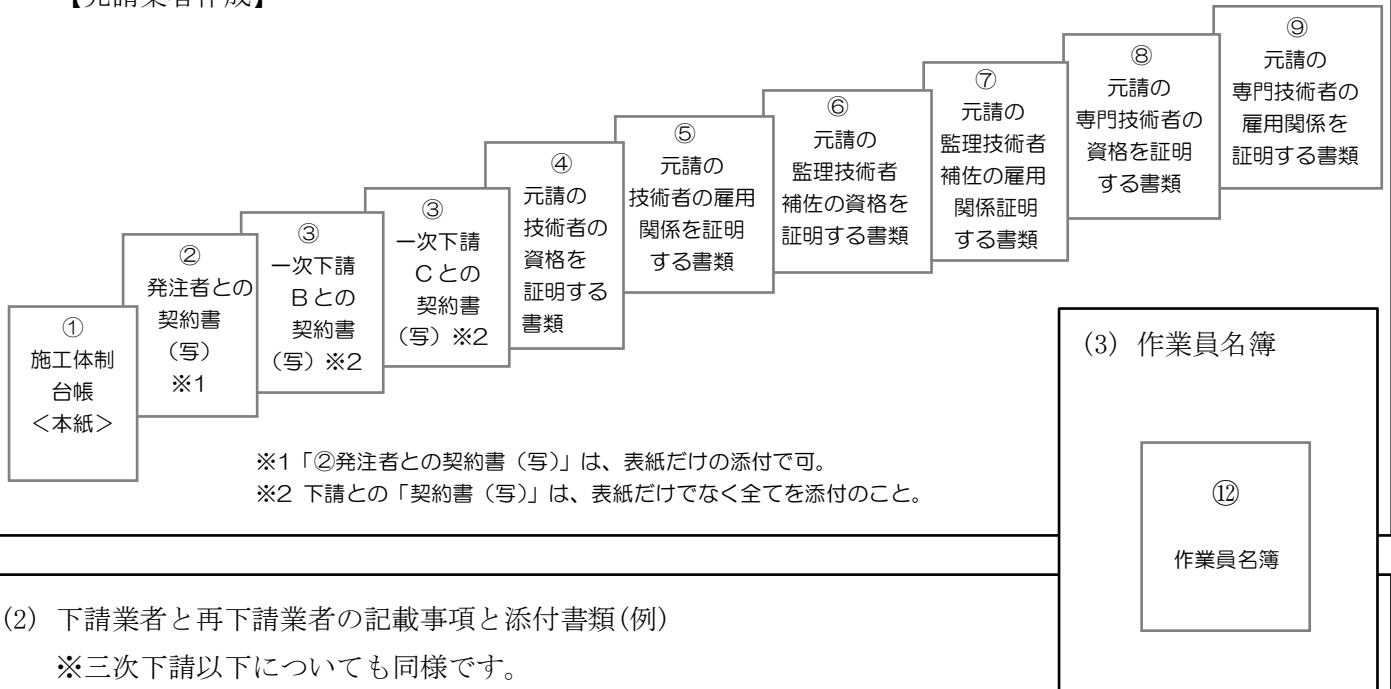 【元請業者作成】
①
施工体制
台帳
＜本紙＞
②
発注者との
契約書
（写）
※1
③
一次下請
Ｂとの
契約書
（写）※2
③
一次下請
Ｃとの
契約書
（写）※2
④
元請の
技術者の
資格を
証明する
書類
⑤
元請の
技術者の雇用
関係を証明
する書類
⑥
元請の
監理技術者
補佐の資格を
証明する書類
⑦
元請の
監理技術者
補佐の雇用
関係証明
する書類
⑧
元請の
専門技術者の
資格を証明
する書類
⑨
元請の
専門技術者の
雇用関係を
証明する書類
※1「②発注者との契約書（写）」は、表紙だけの添付で可。
※2 下請との「契約書（写）」は、表紙だけでなく全てを添付のこと。
(3) 作業員名簿
⑫
作業員名簿
(2) 下請業者と再下請業者の記載事項と添付書類(例)
※三次下請以下についても同様です。